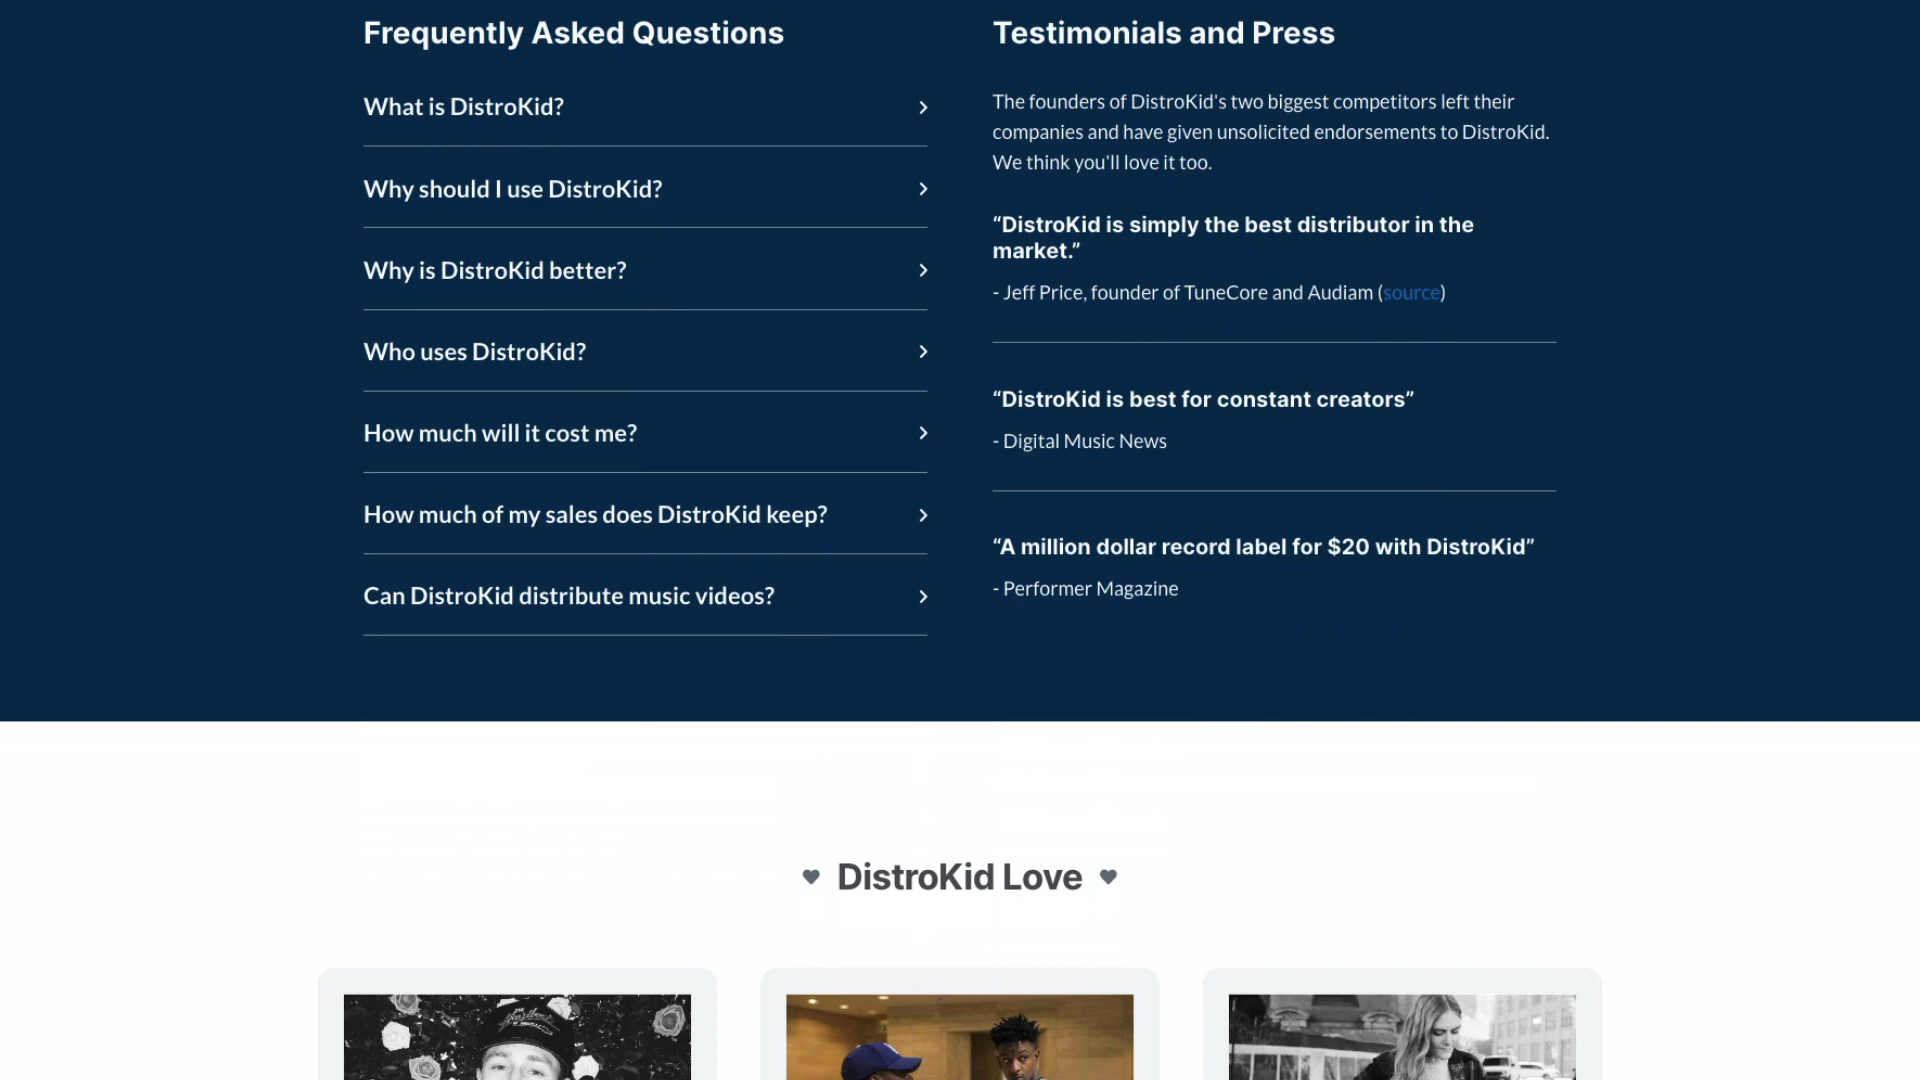 Frequently Asked Questions
What is DistroKid?
Why should I use DistroKid?
Why is DistroKid better?
Who uses DistroKid?
How much will it cost me?
How much of my sales does DistroKid keep?
Can DistroKid distribute music videos?
Testimonials and Press
The founders of DistroKid's two biggest competitors left their
companies and have given unsolicited endorsements to DistroKid.
We think you'll love it too.
“DistroKid is simply the best distributor in the
market.”
- Jeff Price, founder of TuneCore and Audiam (source)
“DistroKid is best for constant creators”
- Digital Music News
“A million dollar record label for $20 with DistroKid”
- Performer Magazine
DistroKid Love